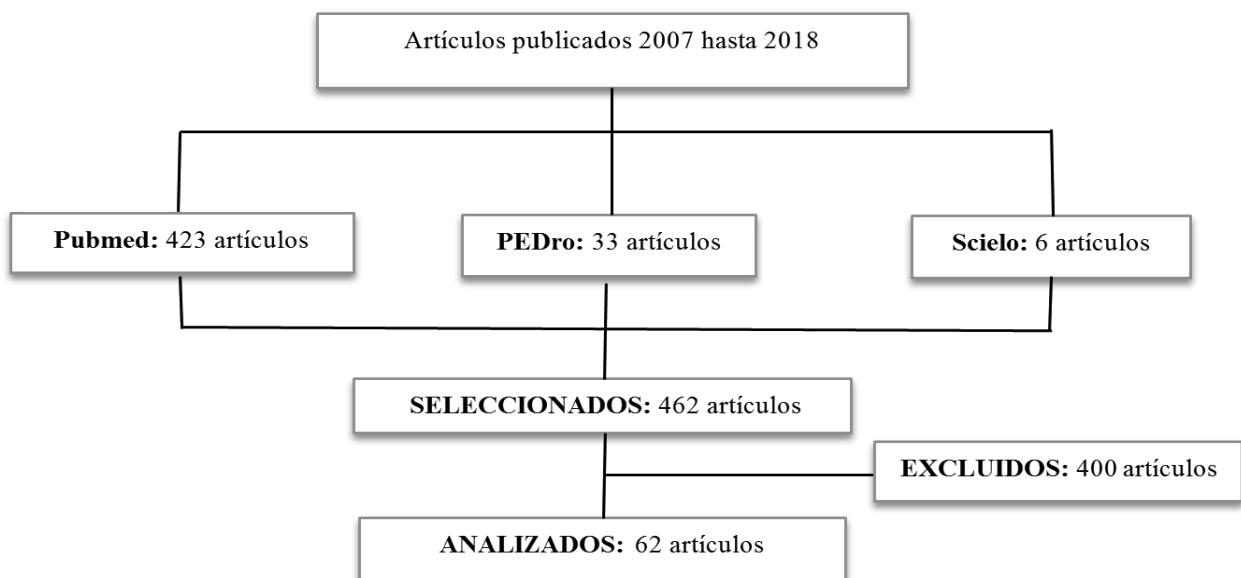 Artículos publicados 2007 hasta 2018
Pubmed: 423 artículos
PEDro: 33 artículos
Scielo: 6 artículos
SELECCIONADOS: 462 artículos
EXCLUIDOS: 400 artículos
ANALIZADOS: 62 artículos